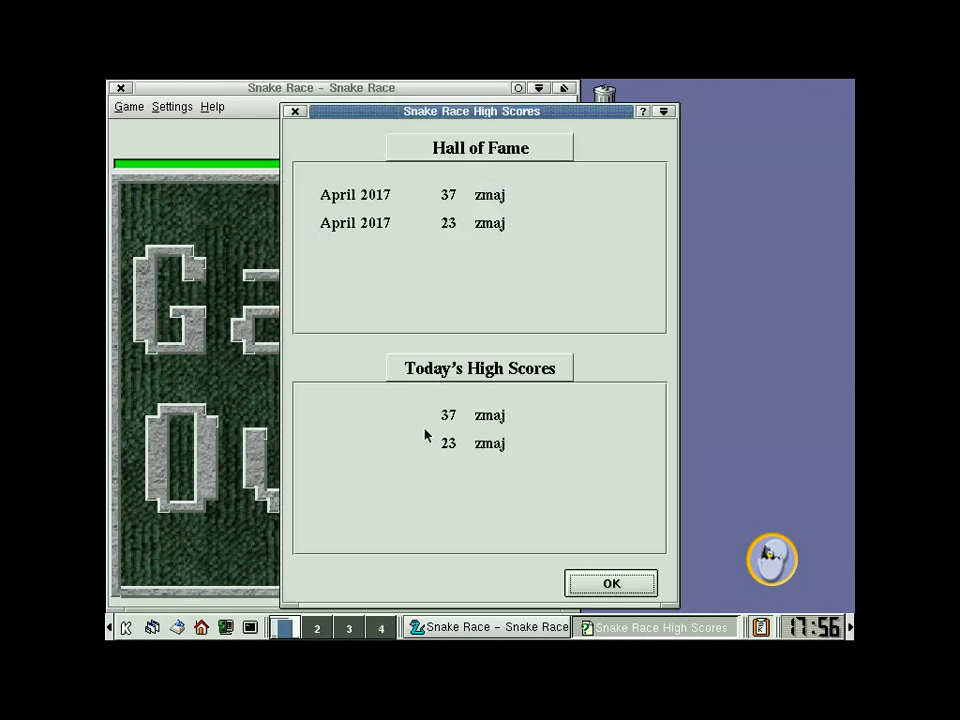 Snake Race - Snake Race
Game Settings Help
Snake Race High Scores
?
Hall of Fame
April 2017 37 zmaj
April 2017 23 zmaj
Today's High Scores
37 zmaj
23 zmaj
OK
K 2 3 4 Snake Race - Snake Race Snake Race High Scores 17:56